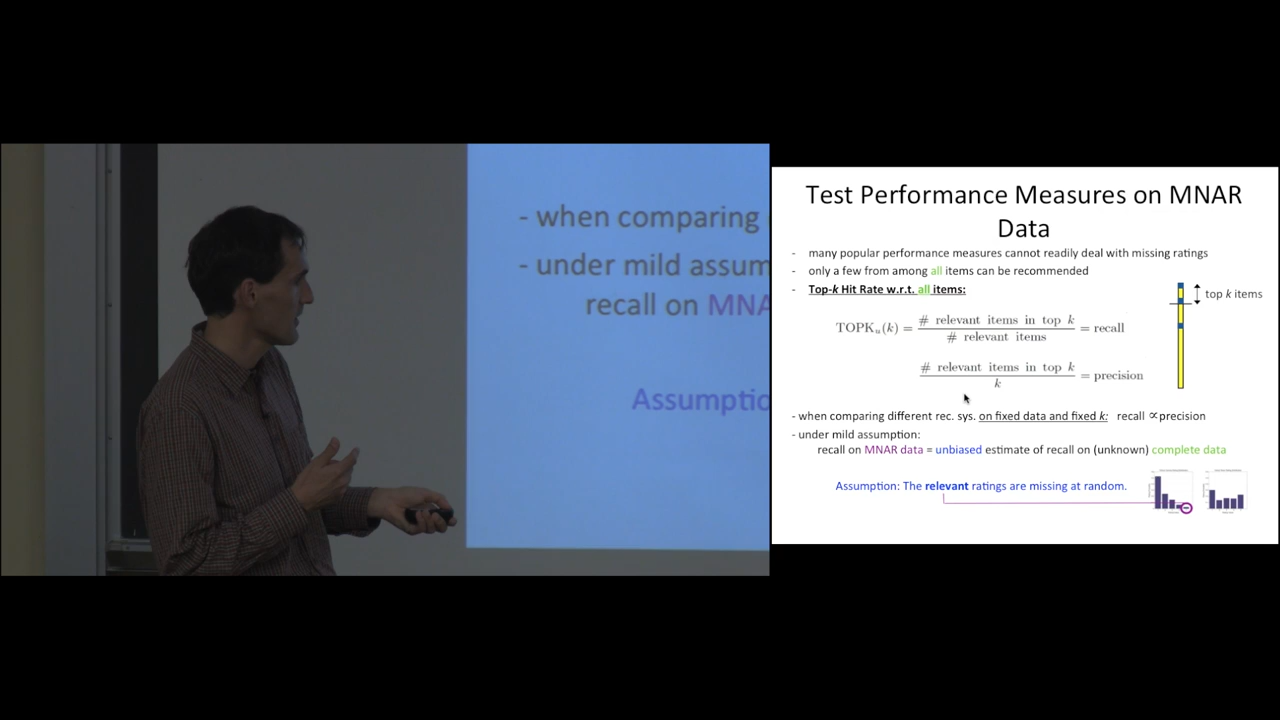 - when comparing
- under mild assum
recall on MNA
Assumptio
Test Performance Measures on MNAR
Data
- many popular performance measures cannot readily deal with missing ratings
- only a few from among all items can be recommended
- Top-k Hit Rate w.r.t. all items:
top k items
TOPKu(k) = # relevant items in top k / # relevant items = recall
# relevant items in top k / k = precision
- when comparing different rec. sys. on fixed data and fixed k: recall ∝precision
- under mild assumption:
recall on MNAR data = unbiased estimate of recall on (unknown) complete data
Assumption: The relevant ratings are missing at random.